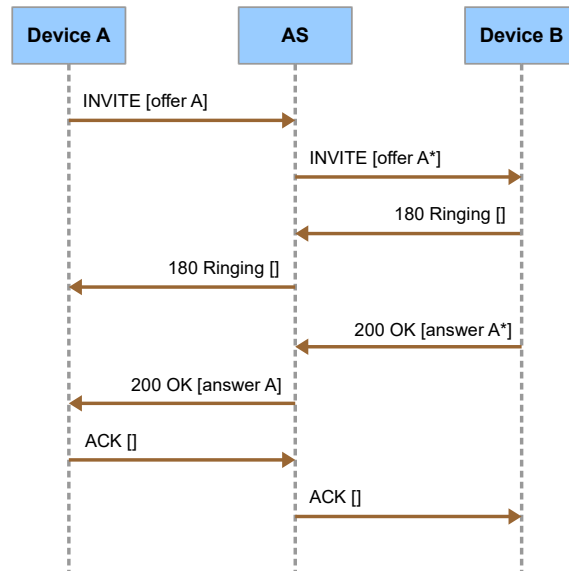 Device A
AS
Device B
INVITE [offer A]
INVITE [offer A*]
180 Ringing []
180 Ringing []
200 OK [answer A*]
200 OK [answer A]
ACK []
ACK []